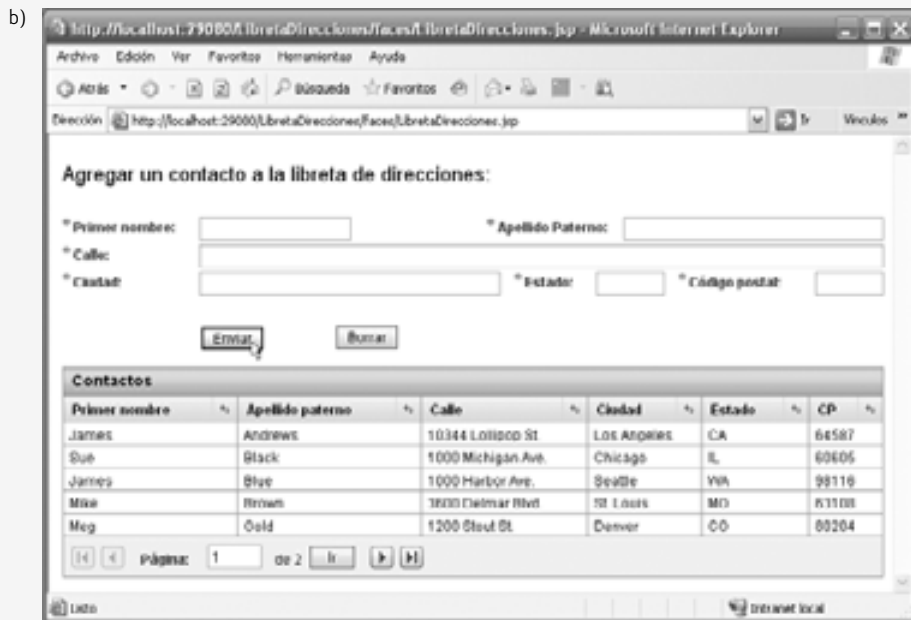 b)
http://localhost:29080/LibretaDirecciones/faces/LibretaDirecciones.jsp - Microsoft Internet Explorer
Archivo Edición Ver Favoritos Herramientas Ayuda
Atrás Búsqueda Favoritos
Dirección http://localhost:29080/LibretaDirecciones/faces/LibretaDirecciones.jsp Ir Vínculos
Agregar un contacto a la libreta de direcciones:
* Primer nombre: * Apellido Paterno:
* Calle:
* Ciudad: * Estado: * Código postal:
Enviar Borrar
Contactos
Primer nombre Apellido paterno Calle Ciudad Estado CP
James Andrews 10344 Lollipop St. Los Angeles CA 64587
Sue Black 1000 Michigan Ave. Chicago IL 60605
James Blue 1000 Harbor Ave. Seattle WA 98116
Mike Brown 3600 Delmar Blvd. St. Louis MO 63108
Meg Gold 1200 Stout St. Denver CO 80204
Página: 1 de 2 Ir
Listo Intranet local